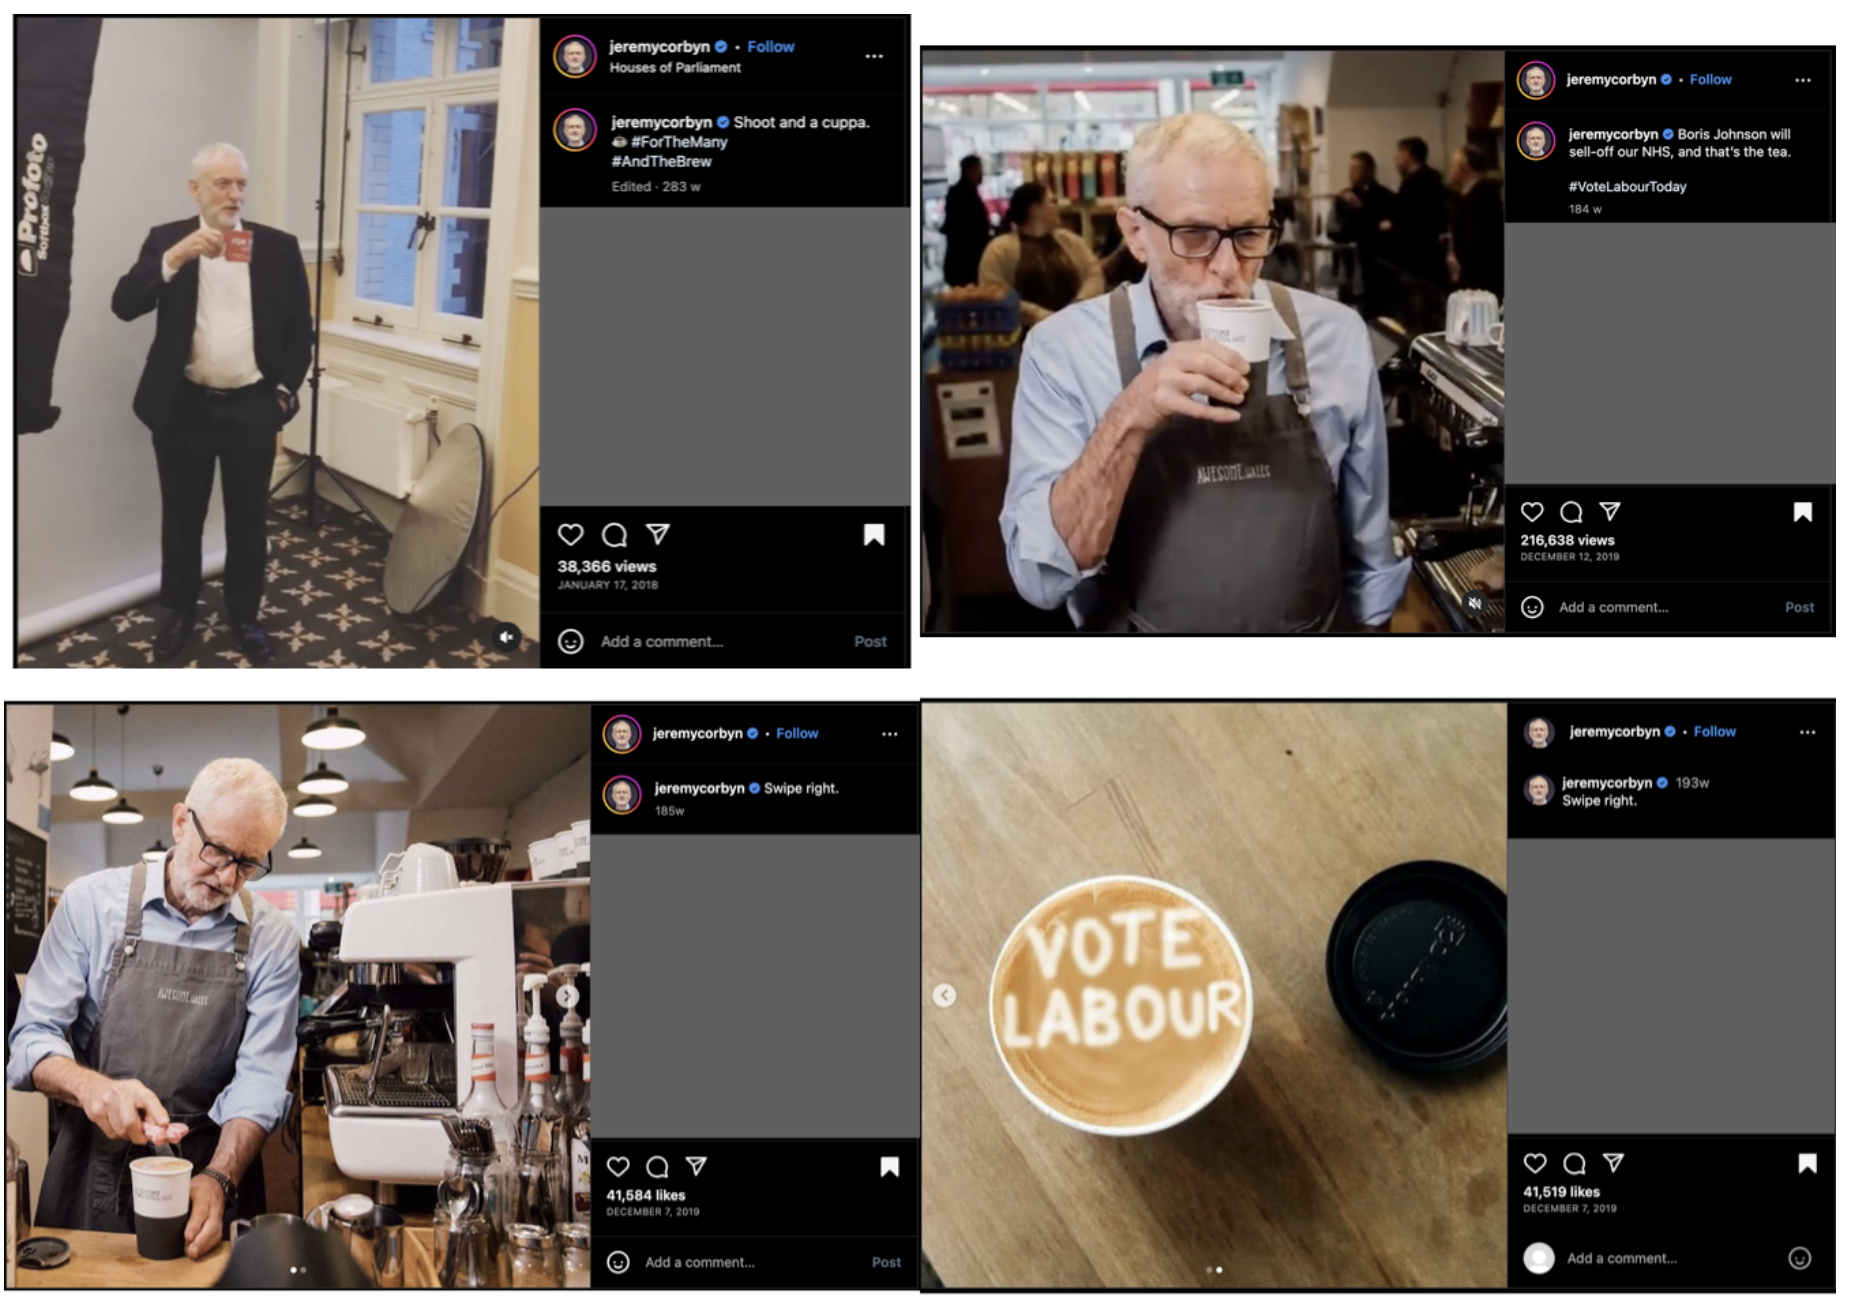 Profoto
Softbox
jeremycorbyn • Follow
Houses of Parliament
jeremycorbyn Shoot and a cuppa.
☕ #ForTheMany
#AndTheBrew
Edited · 283 w
38,366 views
JANUARY 17, 2018
Add a comment... Post
AWESOME.WALES
jeremycorbyn • Follow
jeremycorbyn Boris Johnson will
sell-off our NHS, and that's the tea.
#VoteLabourToday
184 w
216,638 views
DECEMBER 12, 2019
Add a comment... Post
AWESOME.WALES
jeremycorbyn • Follow
jeremycorbyn Swipe right.
185w
41,584 likes
DECEMBER 7, 2019
Add a comment... Post
VOTE
LABOUR
jeremycorbyn • Follow
jeremycorbyn 193w
Swipe right.
41,519 likes
DECEMBER 7, 2019
Add a comment...